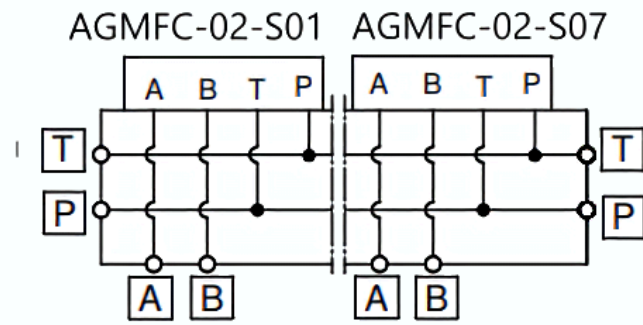 AGMFC-02-S01 AGMFC-02-S07
A B T P A B T P
T T
P P
A B A B